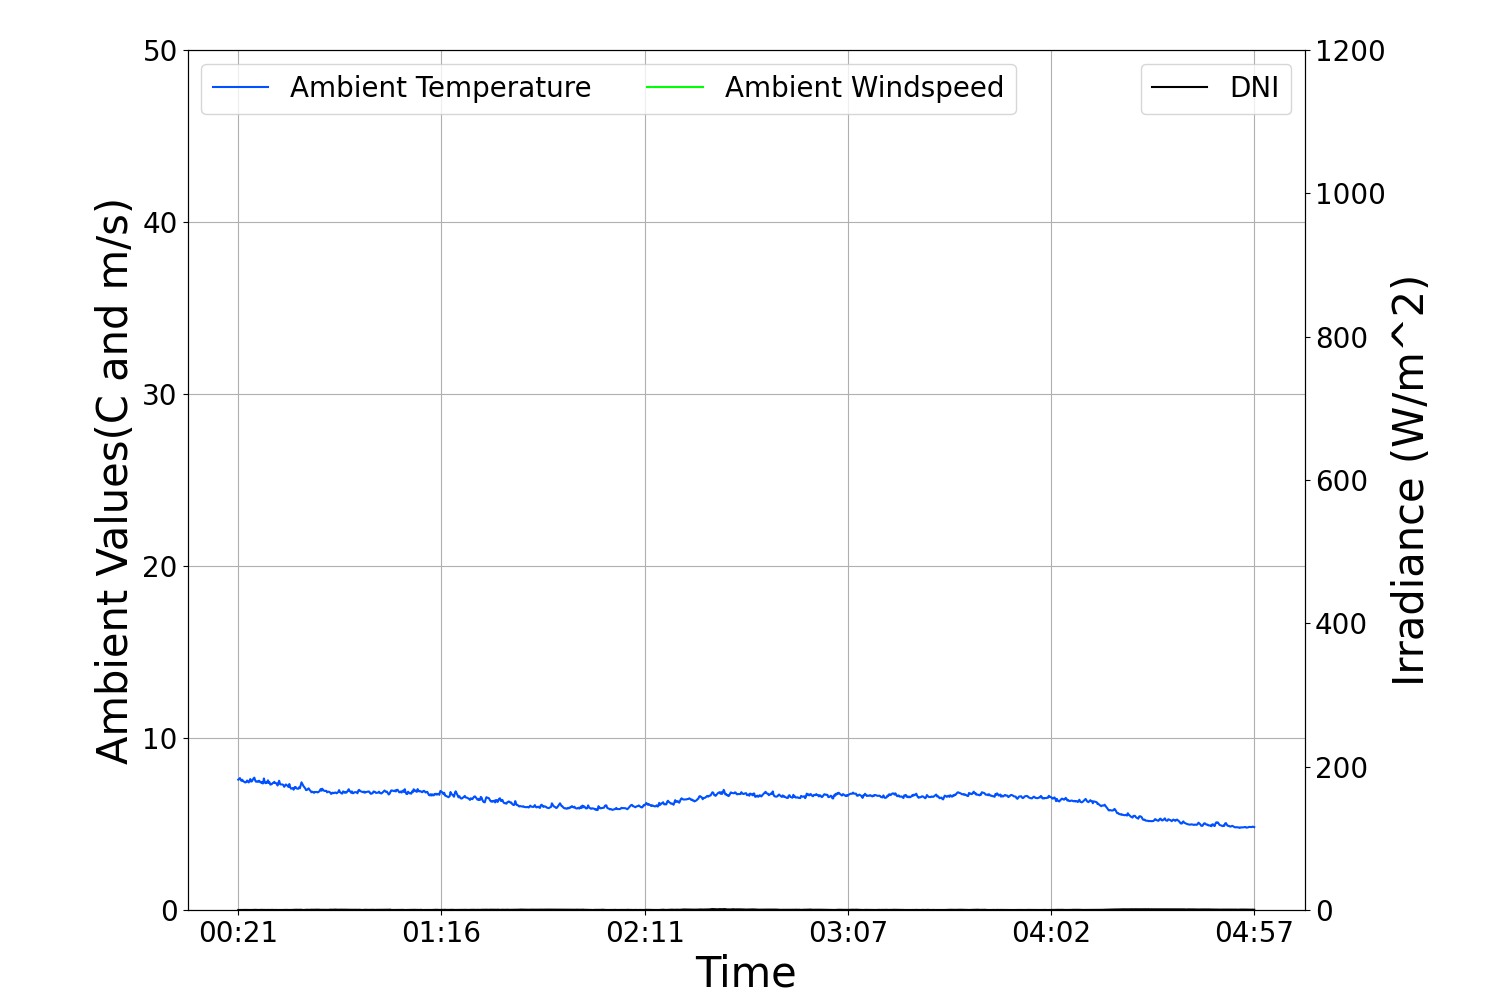 Ambient Temperature
Ambient Windspeed
DNI
Ambient Values(C and m/s)
50
40
30
20
10
0
1200
1000
800
600
400
200
0
Irradiance (W/m^2)
00:21 01:16 02:11 03:07 04:02 04:57
Time